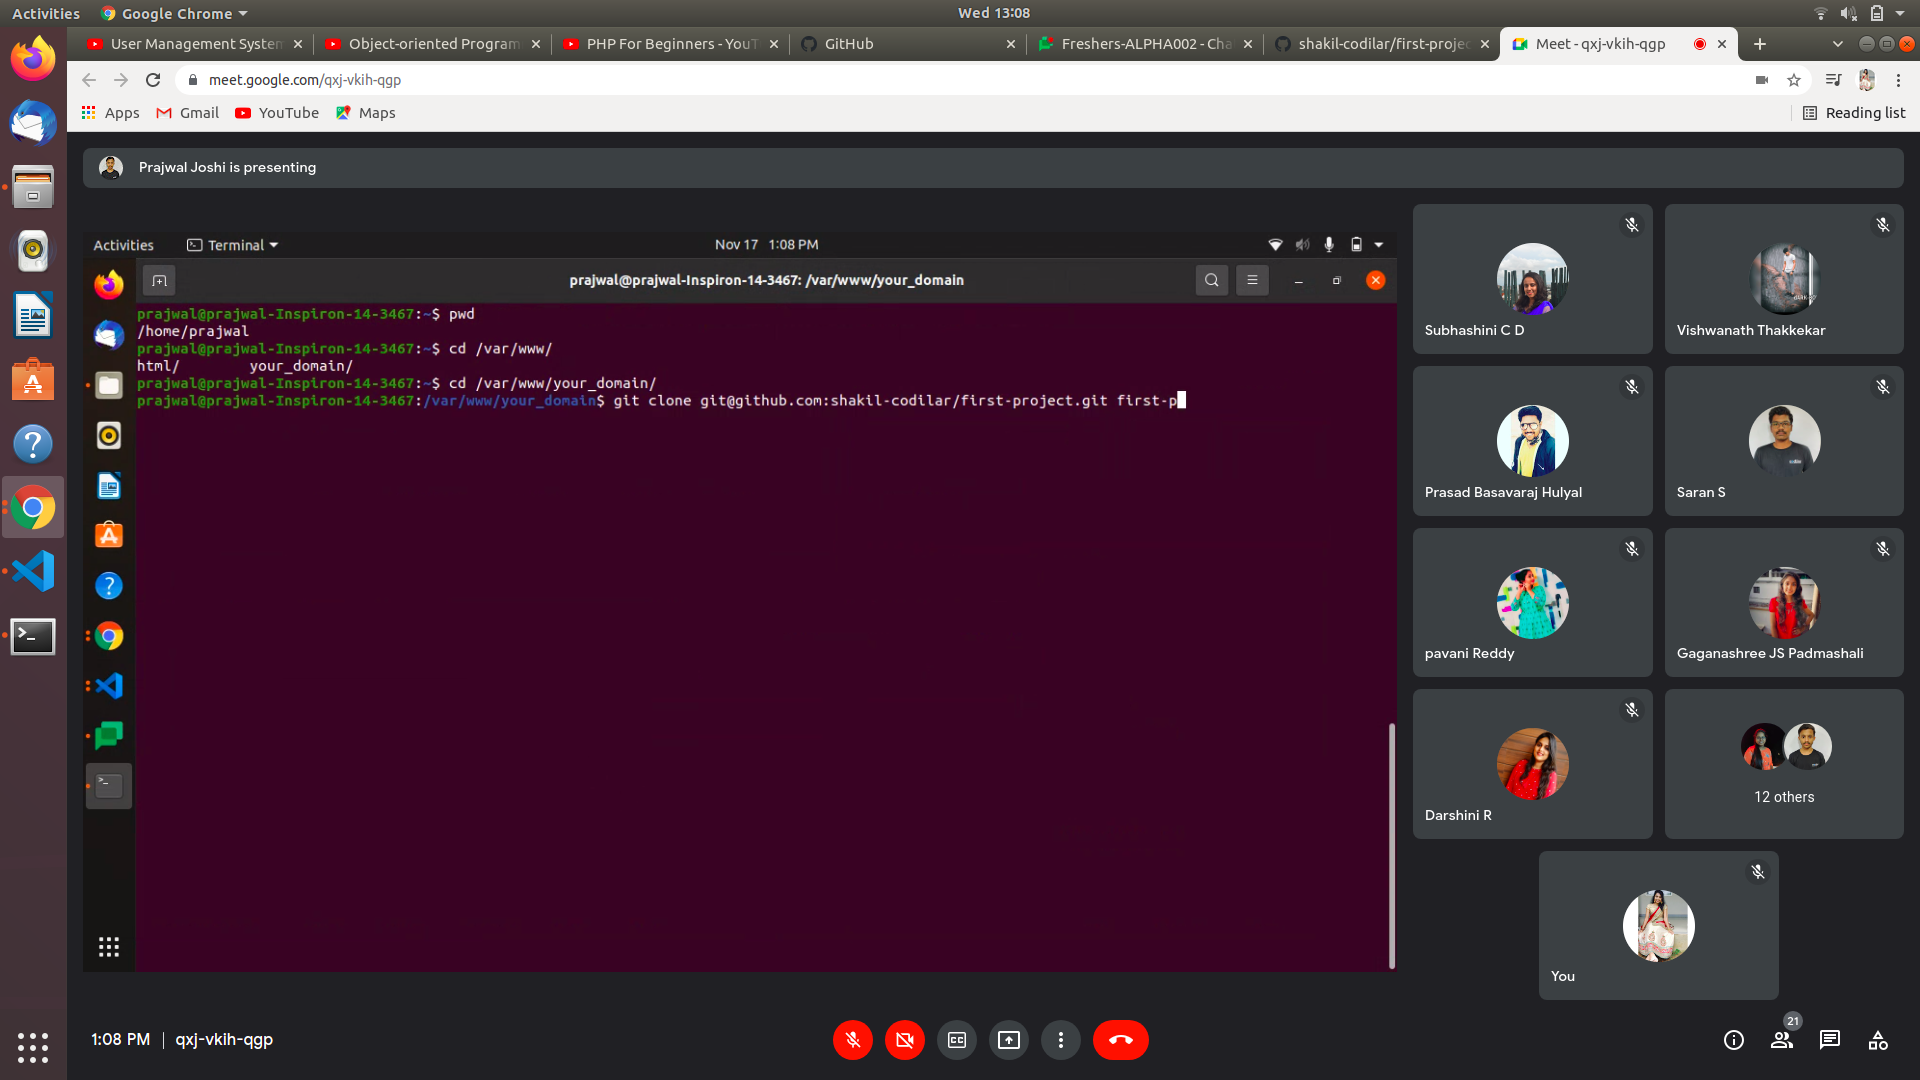 Activities
Google Chrome
Wed 13:08
User Management System
Object-oriented Program
PHP For Beginners - YouT
GitHub
Freshers-ALPHA002 - Cha
shakil-codilar/first-projec
Meet - qxj-vkih-qgp
meet.google.com/qxj-vkih-qgp
Apps
Gmail
YouTube
Maps
Reading list
Prajwal Joshi is presenting
Activities
Terminal
Nov 17 1:08 PM
prajwal@prajwal-Inspiron-14-3467: /var/www/your_domain
prajwal@prajwal-Inspiron-14-3467:~$ pwd
/home/prajwal
prajwal@prajwal-Inspiron-14-3467:~$ cd /var/www/
html/ your_domain/
prajwal@prajwal-Inspiron-14-3467:~$ cd /var/www/your_domain/
prajwal@prajwal-Inspiron-14-3467:/var/www/your_domain$ git clone git@github.com:shakil-codilar/first-project.git first-p
Subhashini C D
Vishwanath Thakkekar
Prasad Basavaraj Hulyal
Saran S
pavani Reddy
Gaganashree JS Padmashali
Darshini R
12 others
You
1:08 PM
qxj-vkih-qgp
21